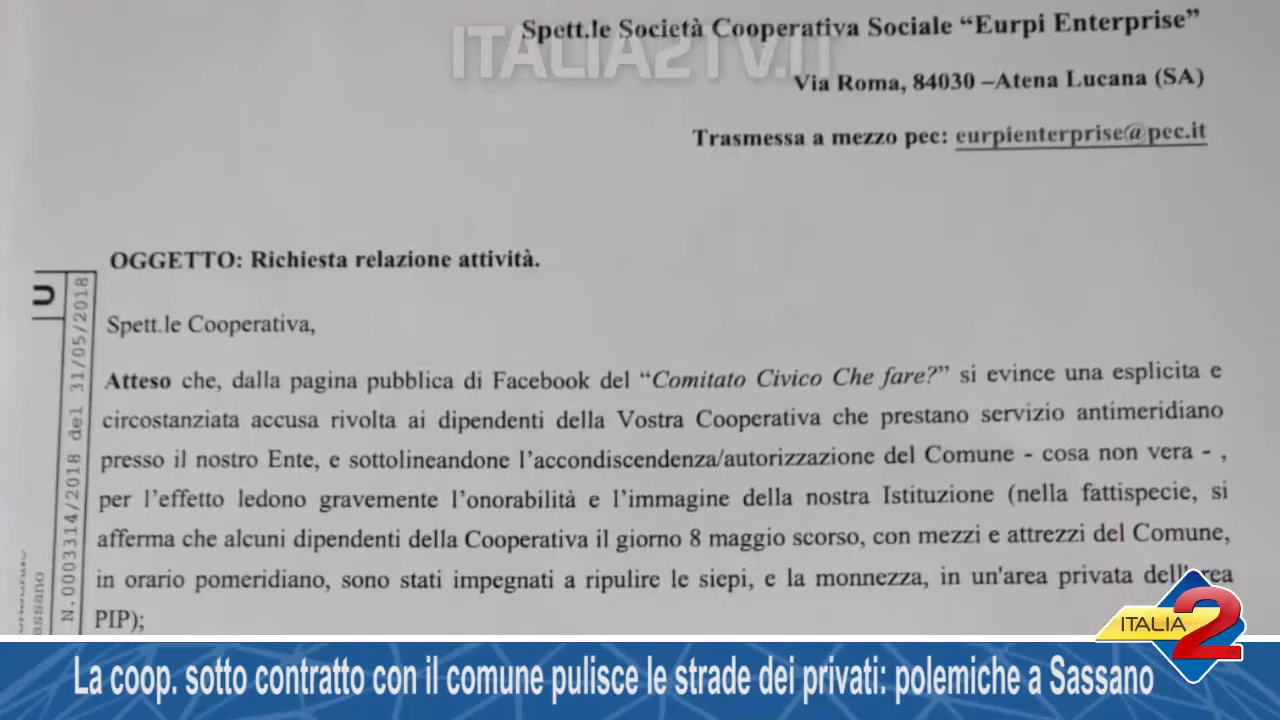 ITALIA2TV.IT
Spett.le Società Cooperativa Sociale “Eurpi Enterprise”
Via Roma, 84030 –Atena Lucana (SA)
Trasmessa a mezzo pec: eurpienterprise@pec.it
OGGETTO: Richiesta relazione attività.
U
N.0003314/2018 del 31/05/2018
Spett.le Cooperativa,
Atteso che, dalla pagina pubblica di Facebook del “Comitato Civico Che fare?” si evince una esplicita e
circostanziata accusa rivolta ai dipendenti della Vostra Cooperativa che prestano servizio antimeridiano
presso il nostro Ente, e sottolineandone l’accondiscendenza/autorizzazione del Comune - cosa non vera - ,
per l’effetto ledono gravemente l’onorabilità e l’immagine della nostra Istituzione (nella fattispecie, si
afferma che alcuni dipendenti della Cooperativa il giorno 8 maggio scorso, con mezzi e attrezzi del Comune,
in orario pomeridiano, sono stati impegnati a ripulire le siepi, e la monnezza, in un'area privata dell'area
PIP);
ITALIA 2 TV
La coop. sotto contratto con il comune pulisce le strade dei privati: polemiche a Sassano